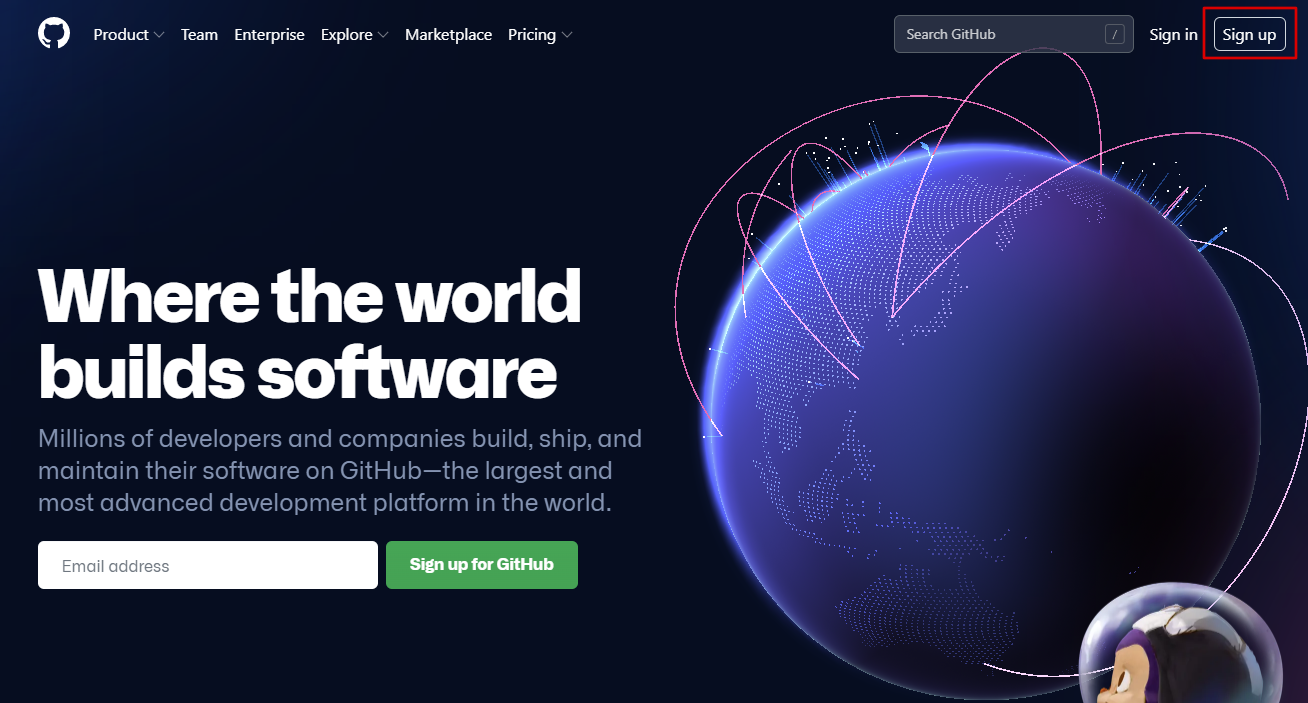 Product Team Enterprise Explore Marketplace Pricing Search GitHub / Sign in Sign up
Where the world
builds software
Millions of developers and companies build, ship, and
maintain their software on GitHub—the largest and
most advanced development platform in the world.
Email address Sign up for GitHub